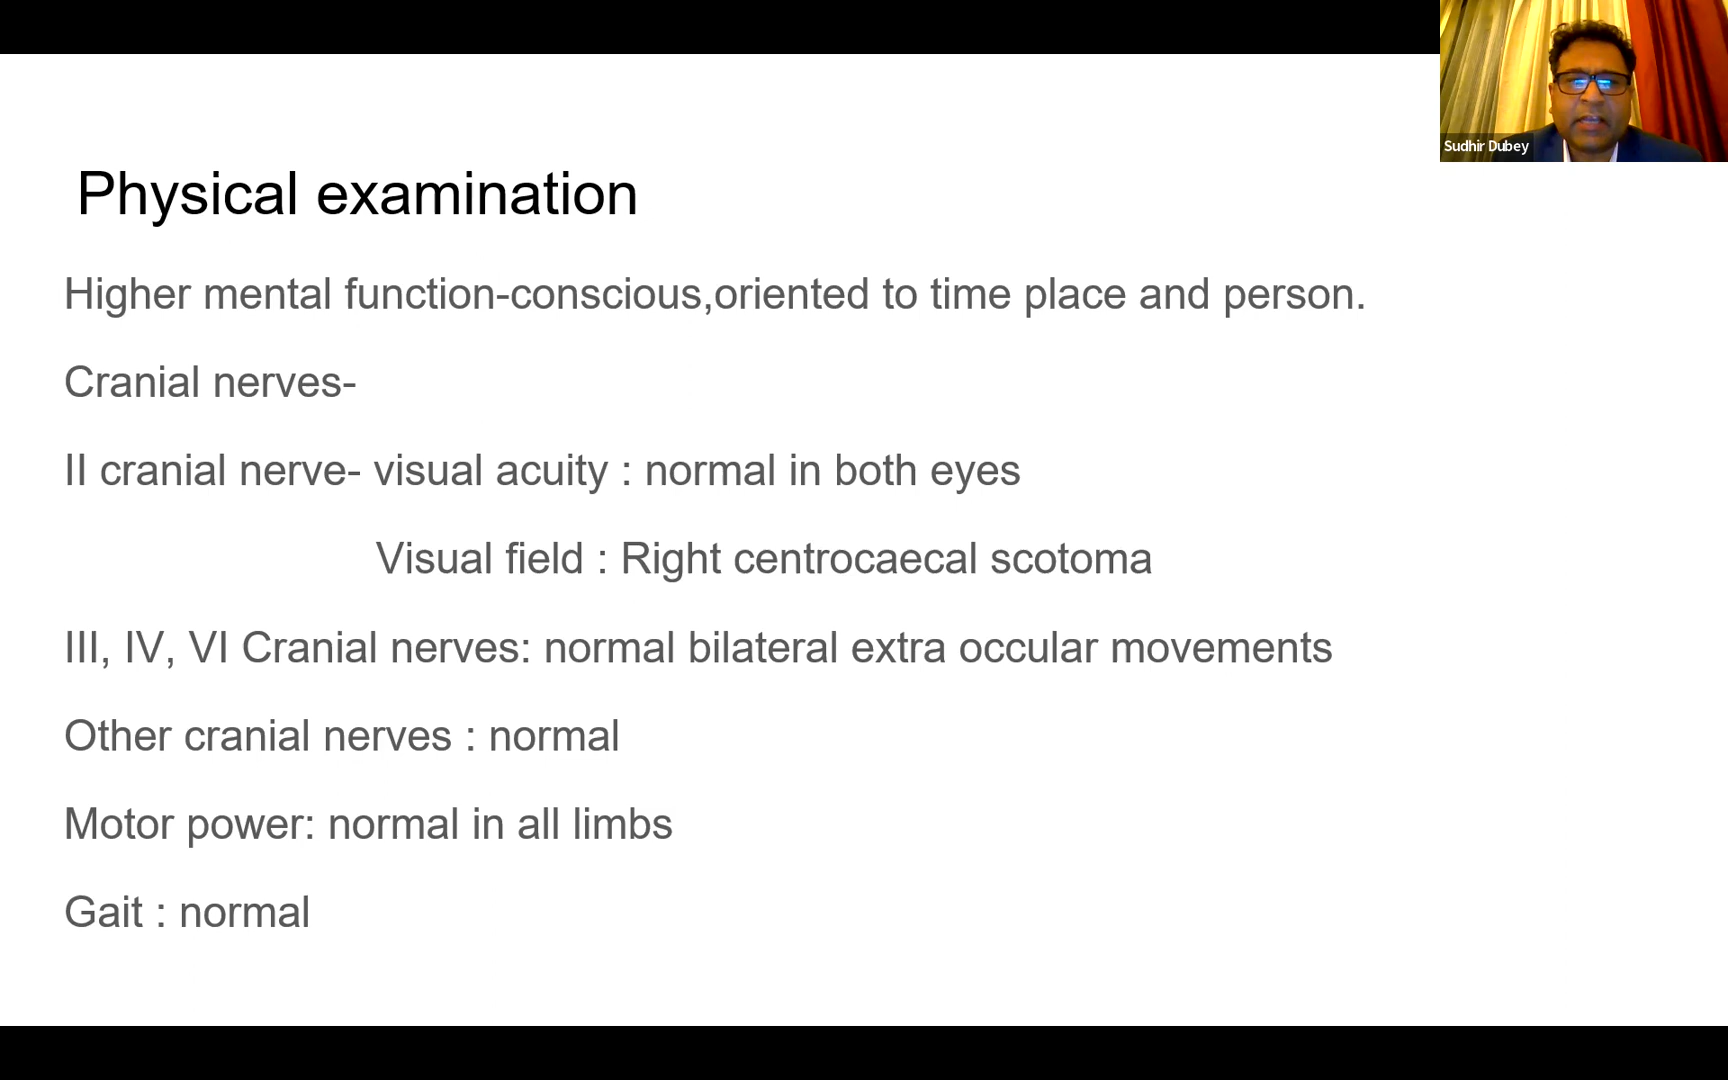 Sudhir Dubey
Physical examination
Higher mental function-conscious,oriented to time place and person.
Cranial nerves-
II cranial nerve- visual acuity : normal in both eyes
Visual field : Right centrocaecal scotoma
III, IV, VI Cranial nerves: normal bilateral extra occular movements
Other cranial nerves : normal
Motor power: normal in all limbs
Gait : normal